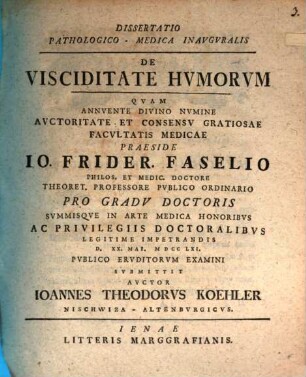 3.
DISSERTATIO
PATHOLOGICO - MEDICA INAVGVRALIS
DE
VISCIDITATE HVMORVM
QVAM
ANNVENTE DIVINO NVMINE
AVCTORITATE ET CONSENSV GRATIOSAE
FACVLTATIS MEDICAE
PRAESIDE
IO. FRIDER. FASELIO
PHILOS. ET MEDIC. DOCTORE
THEORET. PROFESSORE PVBLICO ORDINARIO
PRO GRADV DOCTORIS
SVMMISQVE IN ARTE MEDICA HONORIBVS
AC PRIVILEGIIS DOCTORALIBVS
LEGITIME IMPETRANDIS
D. XX. MAI. MDCCLXI.
PVBLICO ERVDITORVM EXAMINI
SVBMITTIT
AVCTOR
IOANNES THEODORVS KOEHLER
NISCHWIBA - ALTENBVRGICVS.
IENAE
LITTERIS MARGGRAFIANIS.